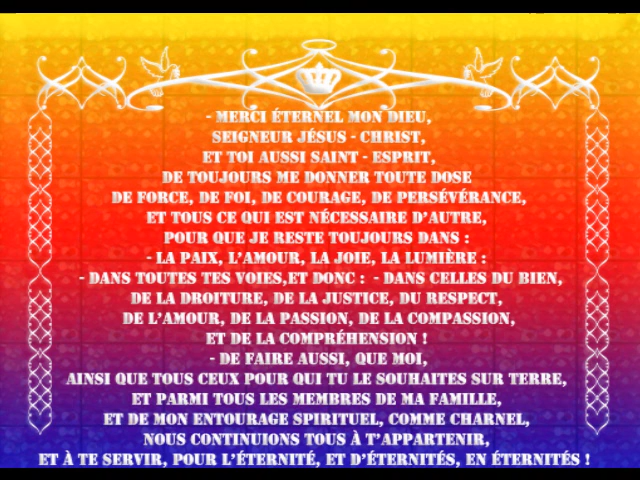 - MERCI ÉTERNEL MON DIEU,
SEIGNEUR JÉSUS - CHRIST,
ET TOI AUSSI SAINT - ESPRIT,
DE TOUJOURS ME DONNER TOUTE DOSE
DE FORCE, DE FOI, DE COURAGE, DE PERSÉVÉRANCE,
ET TOUS CE QUI EST NÉCESSAIRE D'AUTRE,
POUR QUE JE RESTE TOUJOURS DANS :
- LA PAIX, L'AMOUR, LA JOIE, LA LUMIÈRE :
- DANS TOUTES TES VOIES,ET DONC :  - DANS CELLES DU BIEN,
DE LA DROITURE, DE LA JUSTICE, DU RESPECT,
DE L'AMOUR, DE LA PASSION, DE LA COMPASSION,
ET DE LA COMPRÉHENSION !
- DE FAIRE AUSSI, QUE MOI,
AINSI QUE TOUS CEUX POUR QUI TU LE SOUHAITES SUR TERRE,
ET PARMI TOUS LES MEMBRES DE MA FAMILLE,
ET DE MON ENTOURAGE SPIRITUEL, COMME CHARNEL,
NOUS CONTINUIONS TOUS À T'APPARTENIR,
ET À TE SERVIR, POUR L'ÉTERNITÉ, ET D'ÉTERNITÉS, EN ÉTERNITÉS !